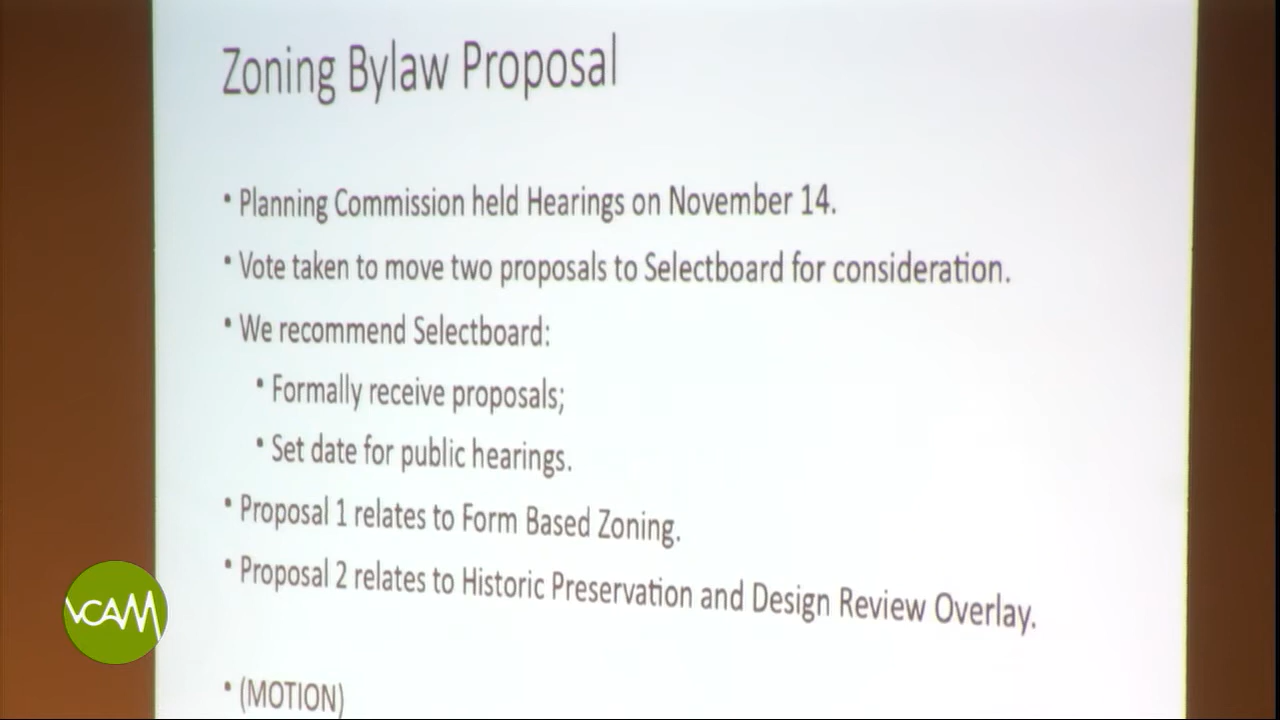 Zoning Bylaw Proposal
• Planning Commission held Hearings on November 14.
• Vote taken to move two proposals to Selectboard for consideration.
• We recommend Selectboard:
• Formally receive proposals;
• Set date for public hearings.
• Proposal 1 relates to Form Based Zoning.
• Proposal 2 relates to Historic Preservation and Design Review Overlay.
VCAM
• (MOTION)